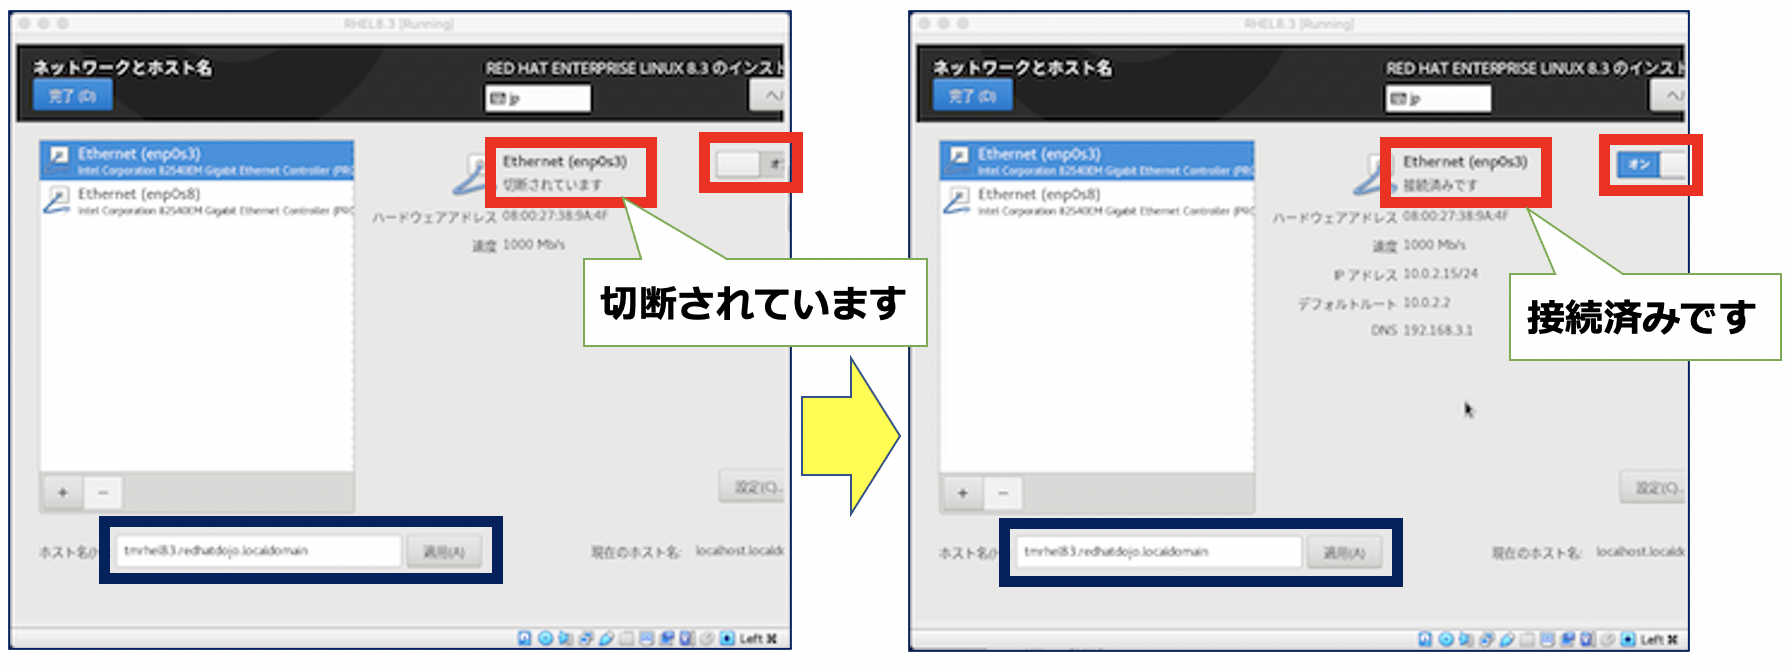 RHEL8.3 [Running]
ネットワークとホスト名
RED HAT ENTERPRISE LINUX 8.3 のインスト
完了 (D)
jp
ヘル
Ethernet (enp0s3)
Intel Corporation 82540EM Gigabit Ethernet Controller (PRO
Ethernet (enp0s8)
Intel Corporation 82540EM Gigabit Ethernet Controller (PRO
Ethernet (enp0s3)
切断されています
オ
ハードウェアアドレス 08:00:27:38:9A:4F
速度 1000 Mb/s
切断されています
+ −
設定(C)...
ホスト名(H
tmrhel83.redhatdojo.localdomain
適用(A)
現在のホスト名: localhost.locald
Left ⌘
RHEL8.3 [Running]
ネットワークとホスト名
RED HAT ENTERPRISE LINUX 8.3 のインスト
完了 (D)
jp
ヘル
Ethernet (enp0s3)
Intel Corporation 82540EM Gigabit Ethernet Controller (PRO
Ethernet (enp0s8)
Intel Corporation 82540EM Gigabit Ethernet Controller (PRO
Ethernet (enp0s3)
接続済みです
オン
ハードウェアアドレス 08:00:27:38:9A:4F
速度 1000 Mb/s
IP アドレス 10.0.2.15/24
デフォルトルート 10.0.2.2
DNS 192.168.3.1
接続済みです
+ −
設定(C)...
ホスト名(H
tmrhel83.redhatdojo.localdomain
適用(A)
現在のホスト名: localhost.locald
Left ⌘